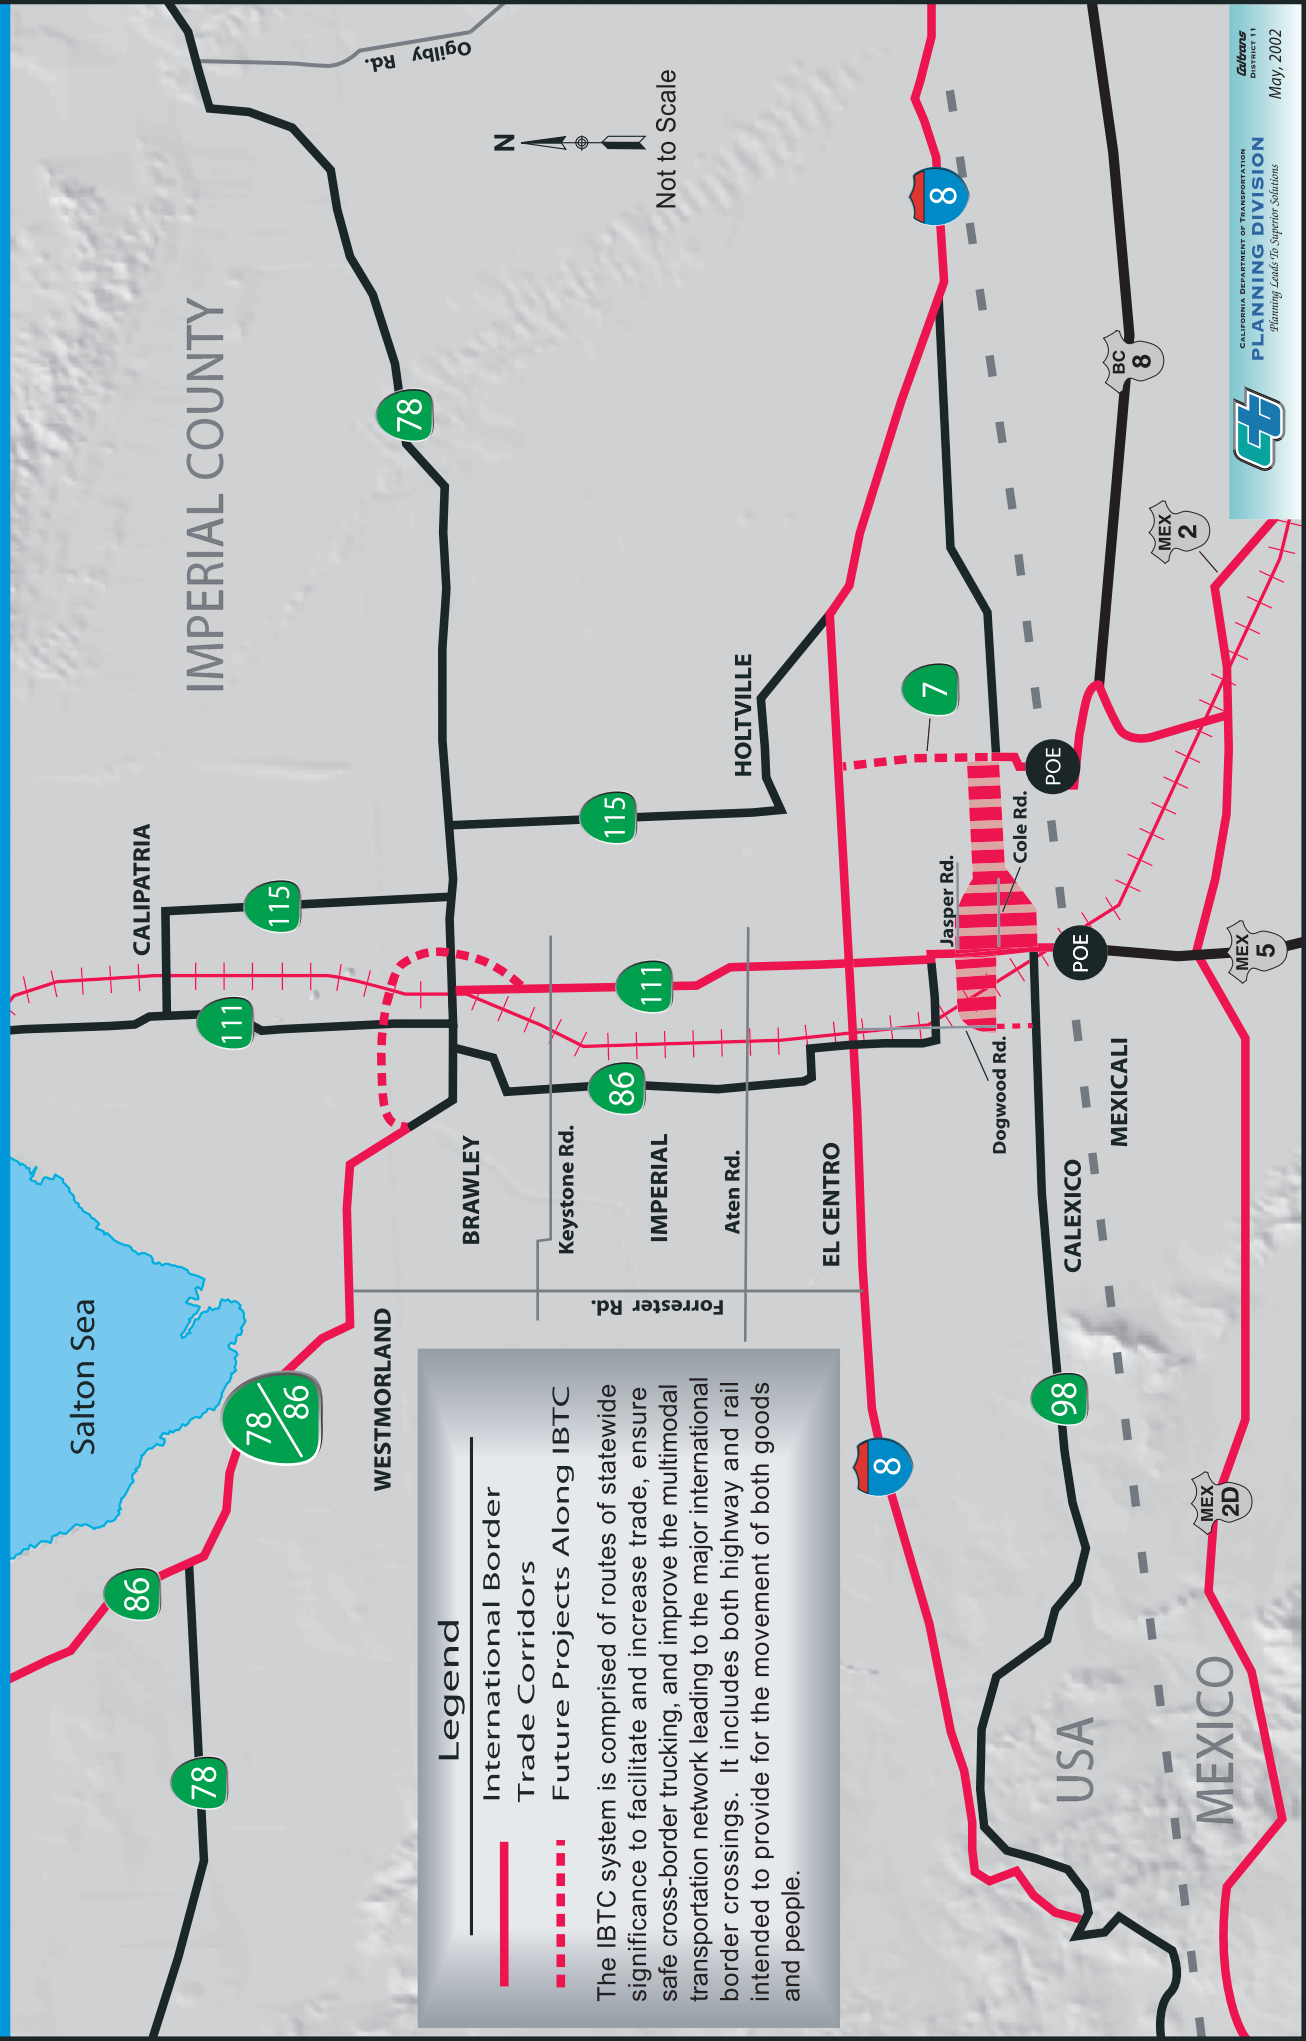 Salton Sea
CALIPATRIA
IMPERIAL COUNTY
Ogilby Rd.
86
78
86
111
115
78
78
WESTMORLAND
BRAWLEY
Keystone Rd.
IMPERIAL
Aten Rd.
EL CENTRO
Forrester Rd.
86
111
115
HOLTVILLE
N
Not to Scale
Legend
International Border
Trade Corridors
Future Projects Along IBTC
The IBTC system is comprised of routes of statewide
significance to facilitate and increase trade, ensure
safe cross-border trucking, and improve the multimodal
transportation network leading to the major international
border crossings. It includes both highway and rail
intended to provide for the movement of both goods
and people.
8
7
8
Jasper Rd.
Cole Rd.
Dogwood Rd.
98
CALEXICO
POE
POE
MEXICALI
USA
MEXICO
BC
8
MEX
2
MEX
5
MEX
2D
CALIFORNIA DEPARTMENT OF TRANSPORTATION
PLANNING DIVISION
Planning Leads To Superior Solutions
Caltrans
DISTRICT 11
May, 2002